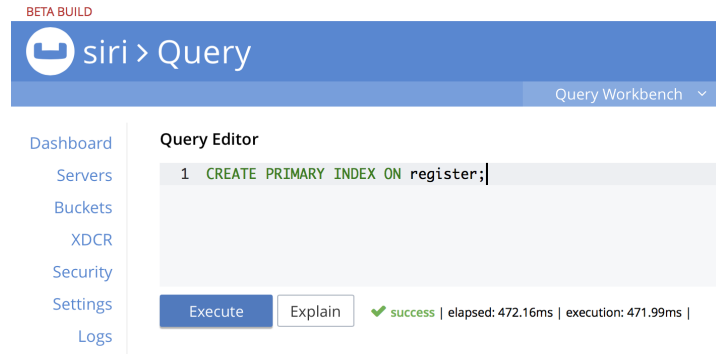 BETA BUILD
siri > Query
Query Workbench
Dashboard
Servers
Buckets
XDCR
Security
Settings
Logs
Query Editor
1 CREATE PRIMARY INDEX ON register;
Execute Explain success | elapsed: 472.16ms | execution: 471.99ms |